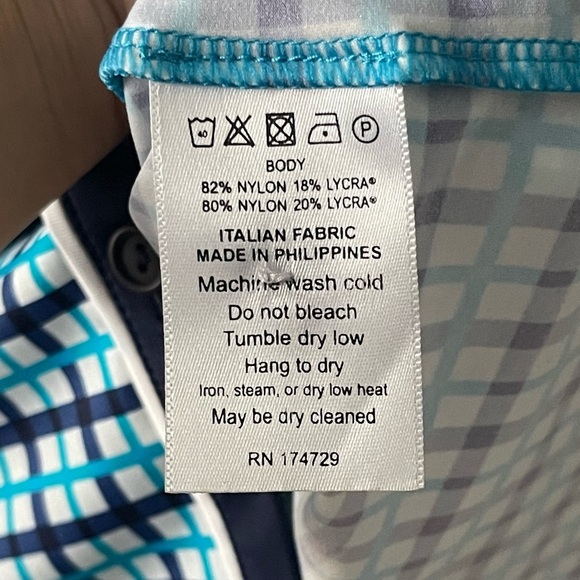 40 P
BODY
82% NYLON 18% LYCRA®
80% NYLON 20% LYCRA®
ITALIAN FABRIC
MADE IN PHILIPPINES
Machine wash cold
Do not bleach
Tumble dry low
Hang to dry
Iron, steam, or dry low heat
May be dry cleaned
RN 174729